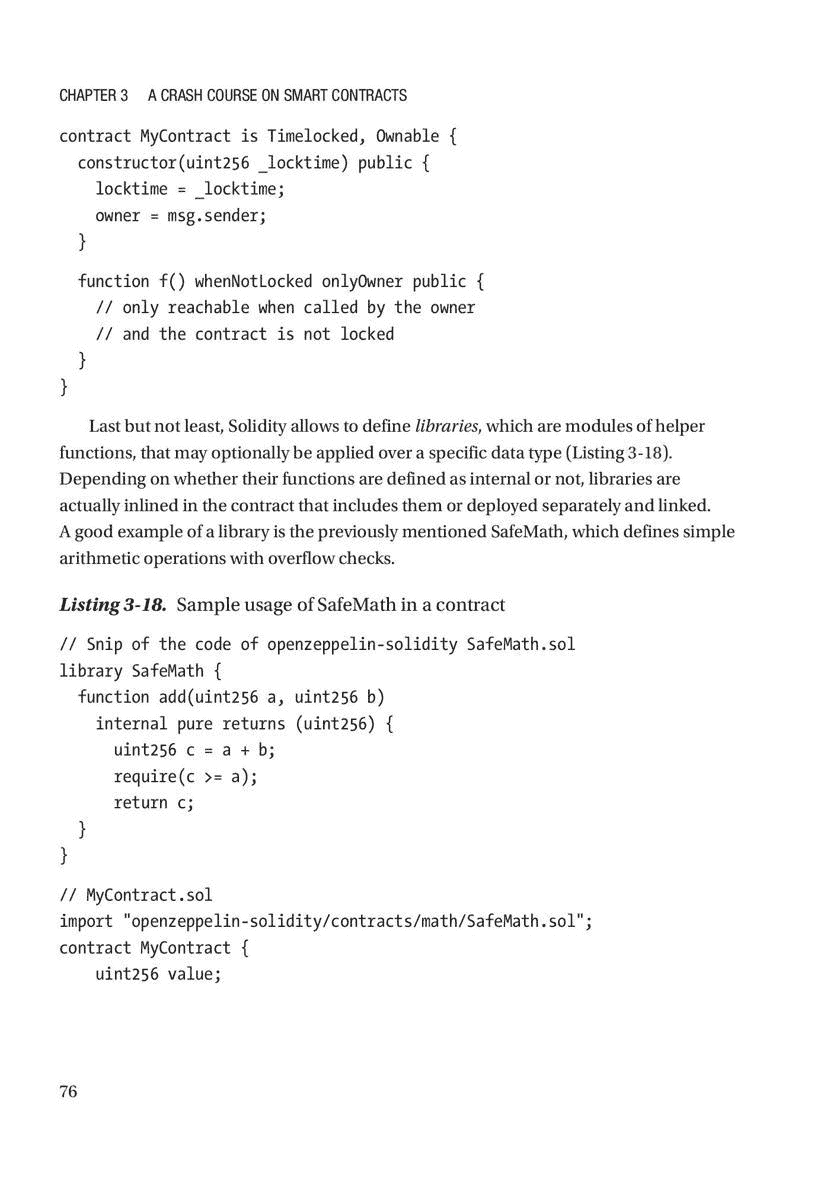 CHAPTER 3 A CRASH COURSE ON SMART CONTRACTS
contract MyContract is Timelocked, Ownable {
  constructor(uint256 _locktime) public {
    locktime = _locktime;
    owner = msg.sender;
  }
  function f() whenNotLocked onlyOwner public {
    // only reachable when called by the owner
    // and the contract is not locked
  }
}
Last but not least, Solidity allows to define libraries, which are modules of helper
functions, that may optionally be applied over a specific data type (Listing 3-18).
Depending on whether their functions are defined as internal or not, libraries are
actually inlined in the contract that includes them or deployed separately and linked.
A good example of a library is the previously mentioned SafeMath, which defines simple
arithmetic operations with overflow checks.
Listing 3-18. Sample usage of SafeMath in a contract
// Snip of the code of openzeppelin-solidity SafeMath.sol
library SafeMath {
  function add(uint256 a, uint256 b)
    internal pure returns (uint256) {
      uint256 c = a + b;
      require(c >= a);
      return c;
  }
}
// MyContract.sol
import "openzeppelin-solidity/contracts/math/SafeMath.sol";
contract MyContract {
    uint256 value;
76